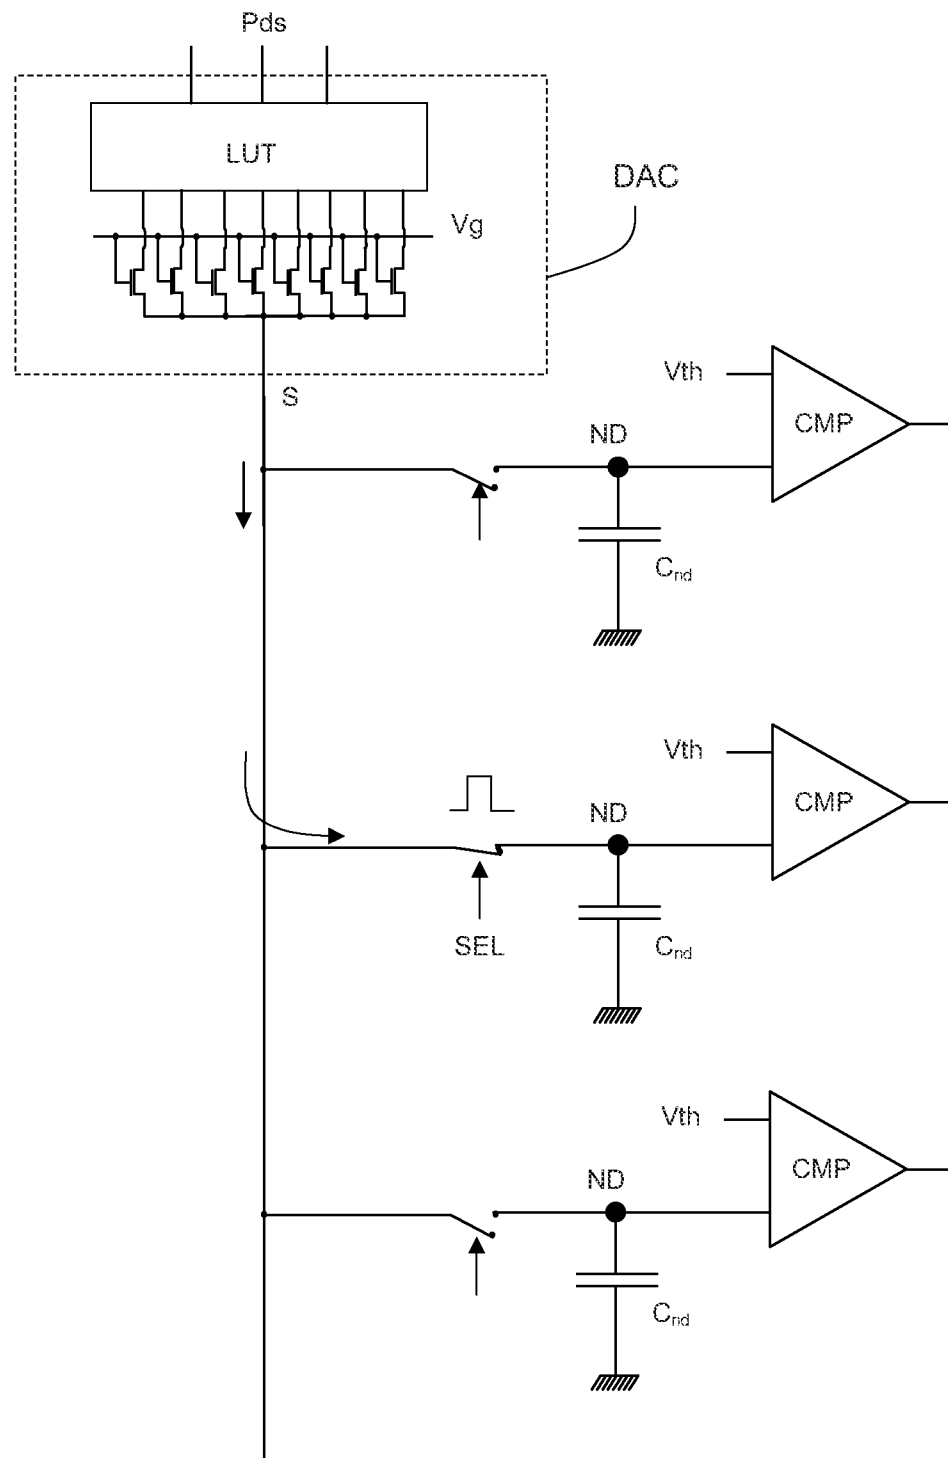 Pds
LUT
DAC
Vg
S
Vth
CMP
ND
Cnd
Vth
CMP
ND
SEL
Cnd
Vth
CMP
ND
Cnd